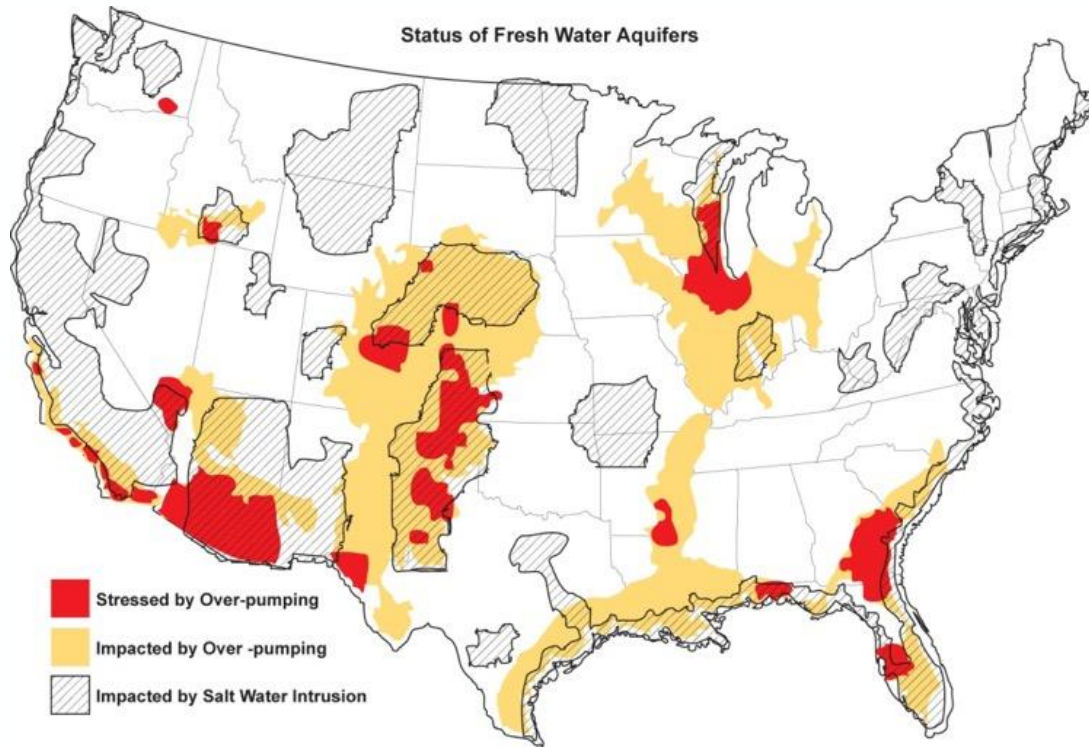 Status of Fresh Water Aquifers
Stressed by Over-pumping
Impacted by Over -pumping
Impacted by Salt Water Intrusion